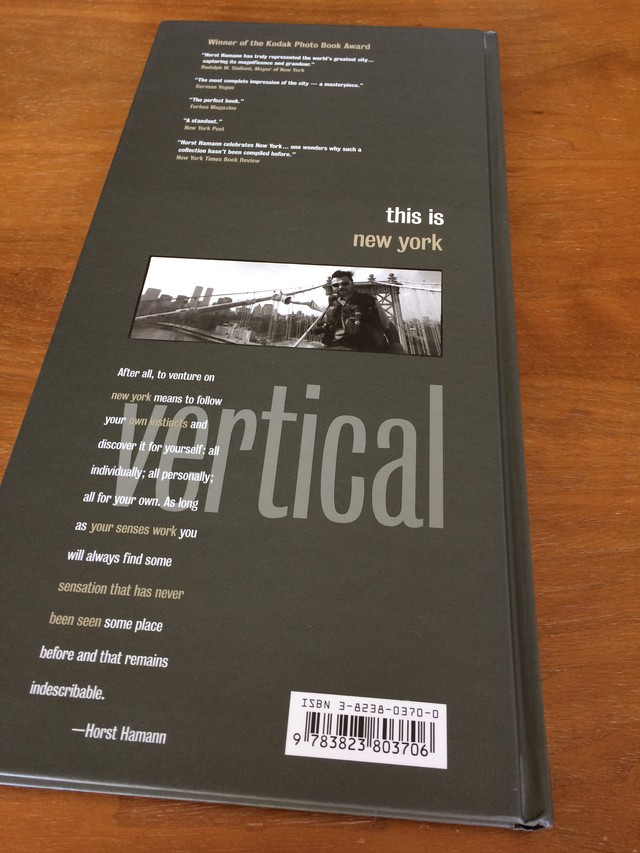 Winner of the Kodak Photo Book Award
"Horst Hamann has truly represented the world's greatest city...
capturing its magnificence and grandeur."
Rudolph W. Giuliani, Mayor of New York
"The most complete impression of the city — a masterpiece."
German Vogue
"The perfect book."
Forbes Magazine
"A standout."
New York Post
"Horst Hamann celebrates New York... one wonders why such a
collection hasn't been compiled before."
New York Times Book Review
this is
new york
vertical
After all, to venture on
new york means to follow
your own instincts and
discover it for yourself; all
individually; all personally;
all for your own. As long
as your senses work you
will always find some
sensation that has never
been seen some place
before and that remains
indescribable.
—Horst Hamann
ISBN 3-8238-0370-0
9 783823 803706